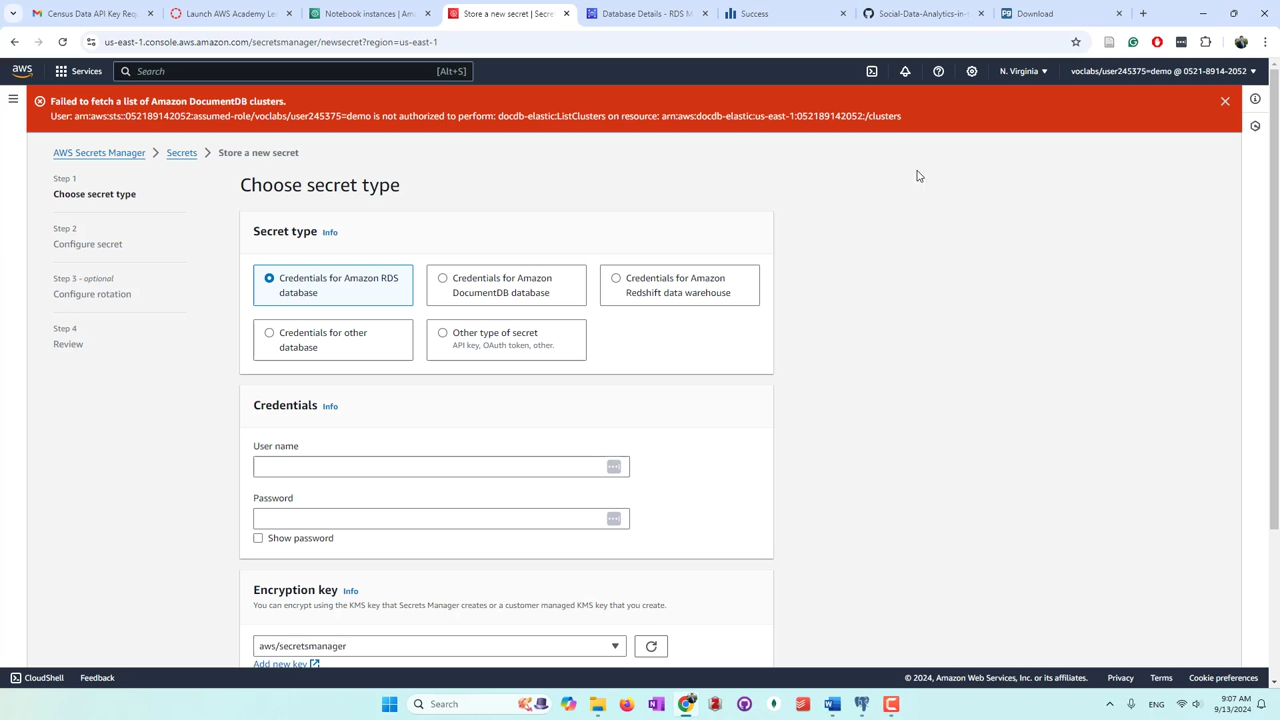 Census Data API Key Req
Launch AWS Academy Le
Notebook instances | Am
Store a new secret | Secre
Database Details - RDS M
Success
Social-Data-Analytics-in-s
Download
us-east-1.console.aws.amazon.com/secretsmanager/newsecret?region=us-east-1
aws
Services
Search
[Alt+S]
N. Virginia
voclabs/user245375=demo @ 0521-8914-2052
Failed to fetch a list of Amazon DocumentDB clusters.
User: arn:aws:sts::052189142052:assumed-role/voclabs/user245375=demo is not authorized to perform: docdb-elastic:ListClusters on resource: arn:aws:docdb-elastic:us-east-1:052189142052:/clusters
AWS Secrets Manager
Secrets
Store a new secret
Step 1
Choose secret type
Step 2
Configure secret
Step 3 - optional
Configure rotation
Step 4
Review
Choose secret type
Secret type Info
Credentials for Amazon RDS
database
Credentials for Amazon
DocumentDB database
Credentials for Amazon
Redshift data warehouse
Credentials for other
database
Other type of secret
API key, OAuth token, other.
Credentials Info
User name
Password
Show password
Encryption key Info
You can encrypt using the KMS key that Secrets Manager creates or a customer managed KMS key that you create.
aws/secretsmanager
Add new key
CloudShell
Feedback
© 2024, Amazon Web Services, Inc. or its affiliates.
Privacy
Terms
Cookie preferences
Search
ENG
9:07 AM
9/13/2024